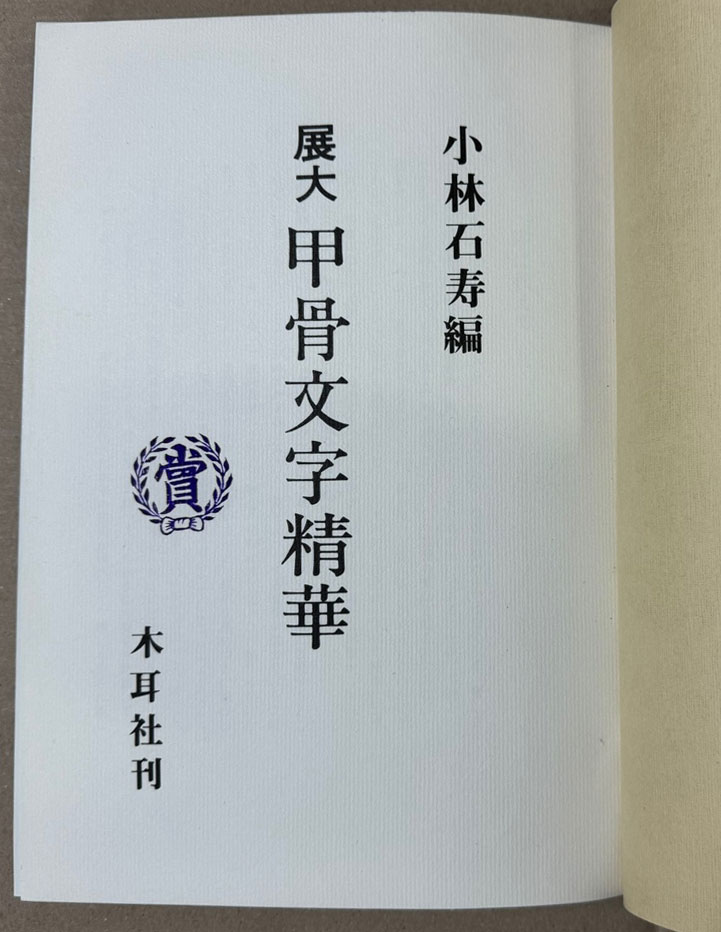 小林石寿編
展大 甲骨文字精華
賞
木耳社刊